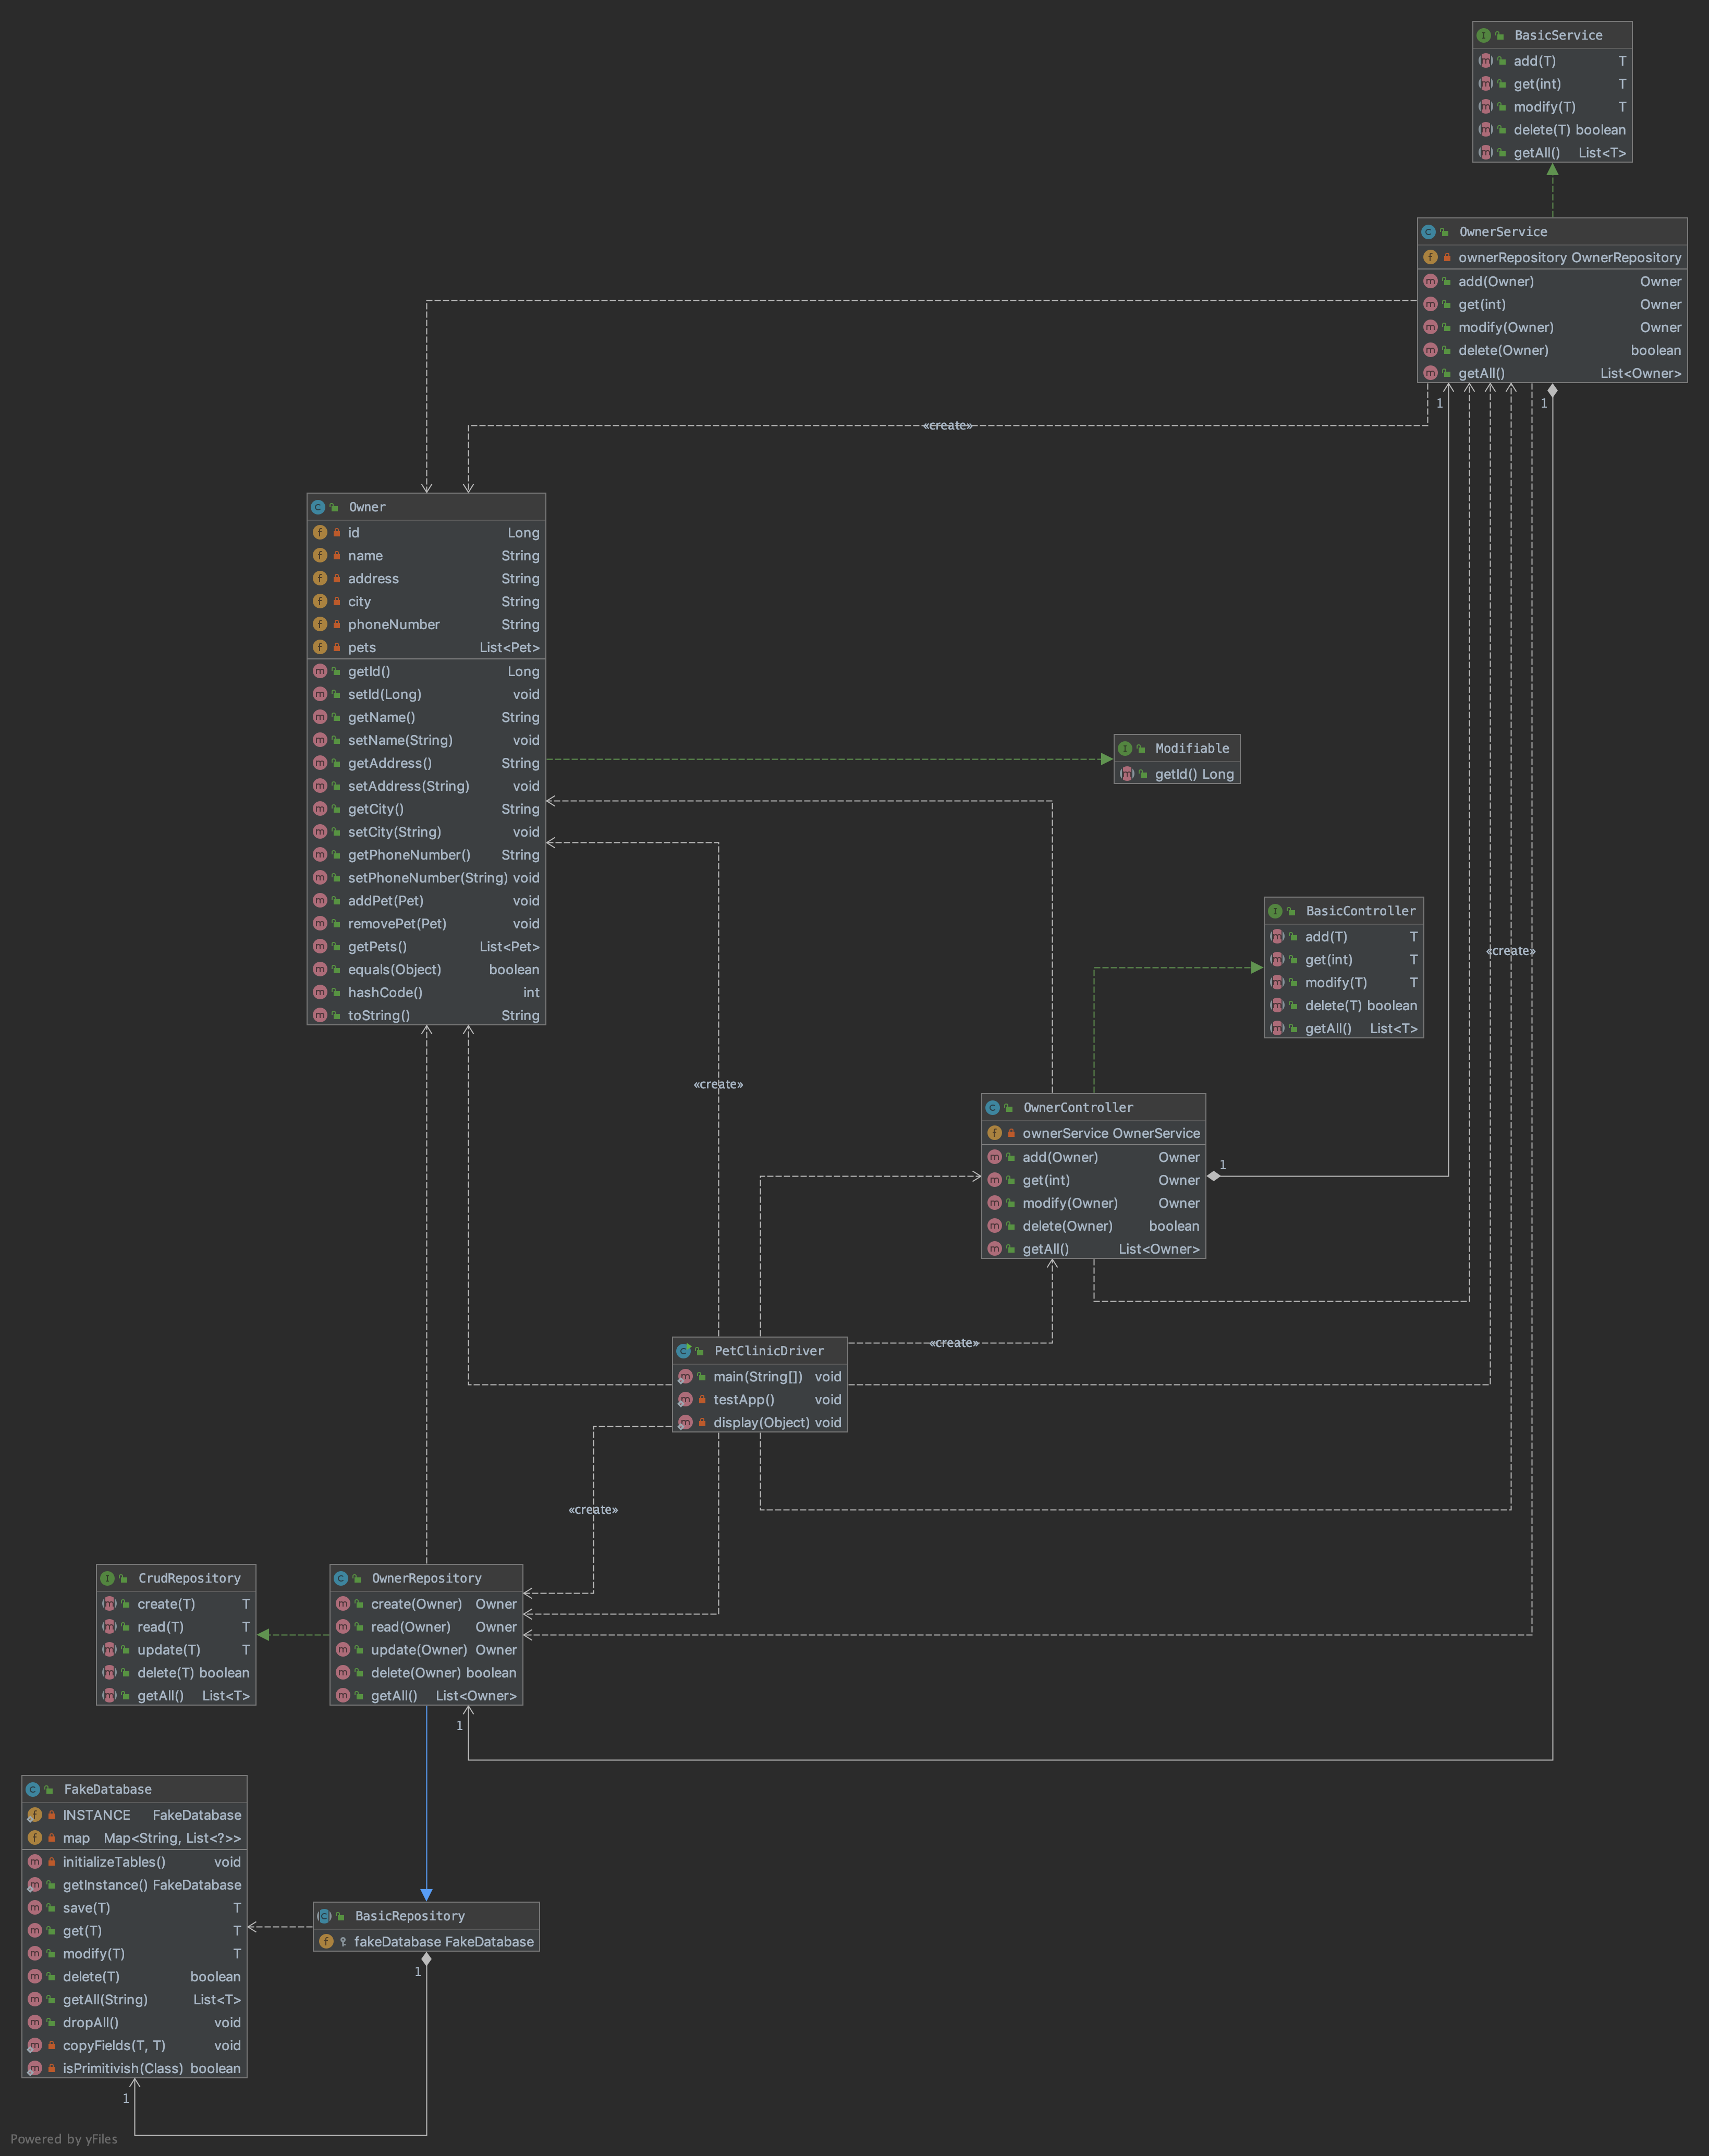 BasicService
add(T) T
get(int) T
modify(T) T
delete(T) boolean
getAll() List<T>
OwnerService
ownerRepository OwnerRepository
add(Owner) Owner
get(int) Owner
modify(Owner) Owner
delete(Owner) boolean
getAll() List<Owner>
1
1
«create»
Owner
id Long
name String
address String
city String
phoneNumber String
pets List<Pet>
getId() Long
setId(Long) void
getName() String
setName(String) void
getAddress() String
setAddress(String) void
getCity() String
setCity(String) void
getPhoneNumber() String
setPhoneNumber(String) void
addPet(Pet) void
removePet(Pet) void
getPets() List<Pet>
equals(Object) boolean
hashCode() int
toString() String
Modifiable
getId() Long
BasicController
add(T) T
get(int) T
modify(T) T
delete(T) boolean
getAll() List<T>
«create»
«create»
OwnerController
ownerService OwnerService
add(Owner) Owner
get(int) Owner
modify(Owner) Owner
delete(Owner) boolean
getAll() List<Owner>
1
«create»
PetClinicDriver
main(String[]) void
testApp() void
display(Object) void
«create»
CrudRepository
create(T) T
read(T) T
update(T) T
delete(T) boolean
getAll() List<T>
OwnerRepository
create(Owner) Owner
read(Owner) Owner
update(Owner) Owner
delete(Owner) boolean
getAll() List<Owner>
1
FakeDatabase
INSTANCE FakeDatabase
map Map<String, List<?>>
initializeTables() void
getInstance() FakeDatabase
save(T) T
get(T) T
modify(T) T
delete(T) boolean
getAll(String) List<T>
dropAll() void
copyFields(T, T) void
isPrimitivish(Class) boolean
BasicRepository
fakeDatabase FakeDatabase
1
1
Powered by yFiles